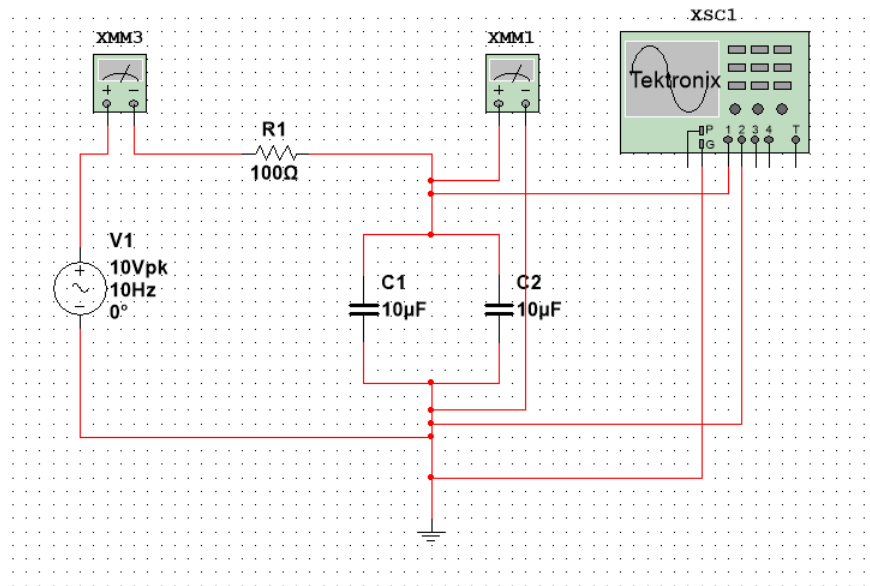 XSC1
XMM3
XMM1
+ −
+ −
Tektronix
P
G
1 2 3 4 T
R1
100Ω
V1
+
10Vpk
10Hz
−
0°
C1
10µF
C2
10µF